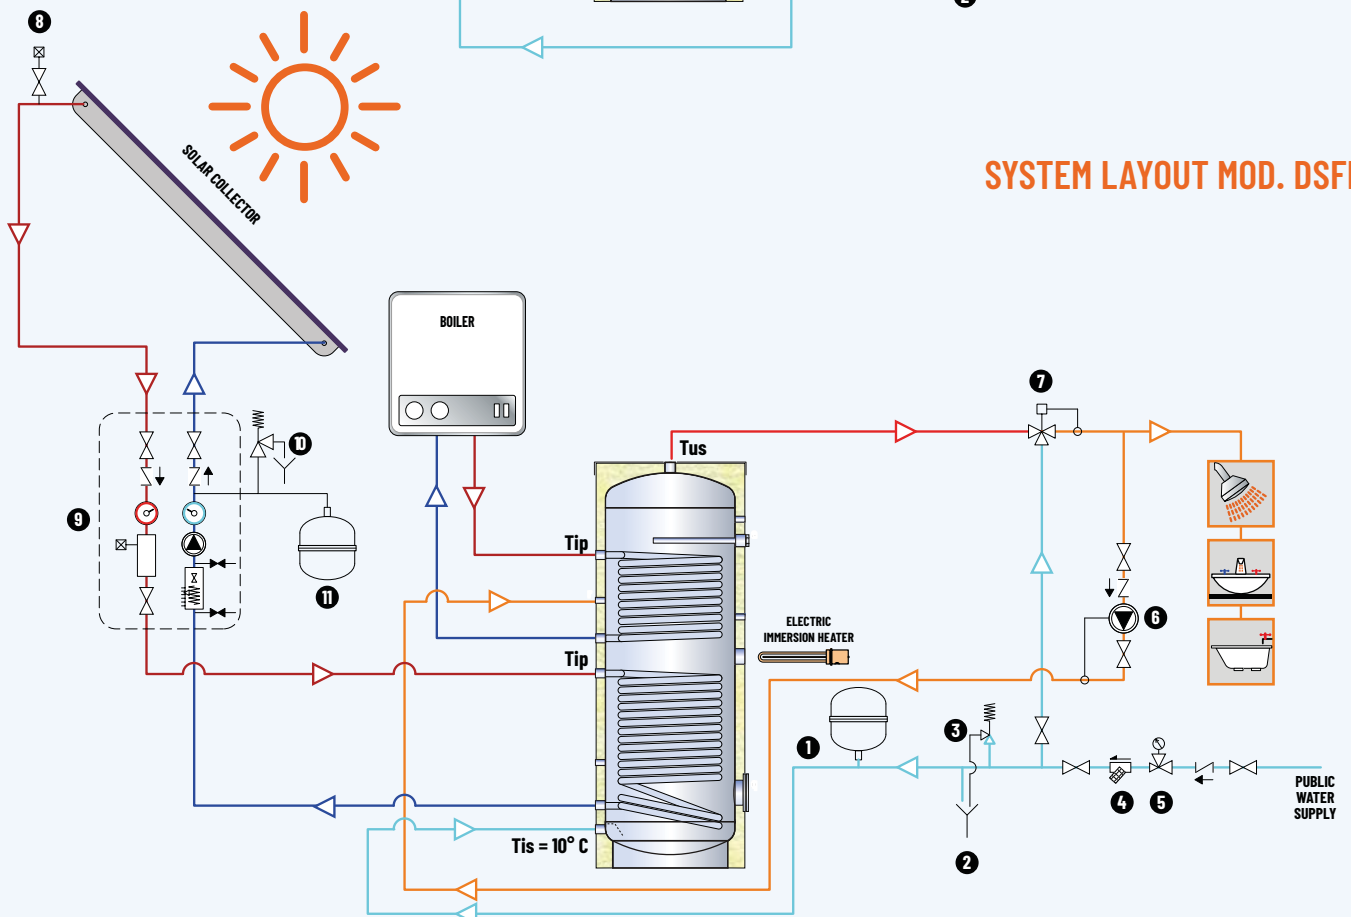 2
8
SOLAR COLLECTOR
SYSTEM LAYOUT MOD.
BOILER
7
Tus
10
9
Tip
11
ELECTRIC
IMMERSION HEATER
6
Tip
3
1
PUBLIC
WATER
SUPPLY
4
5
Tis = 10° C
2